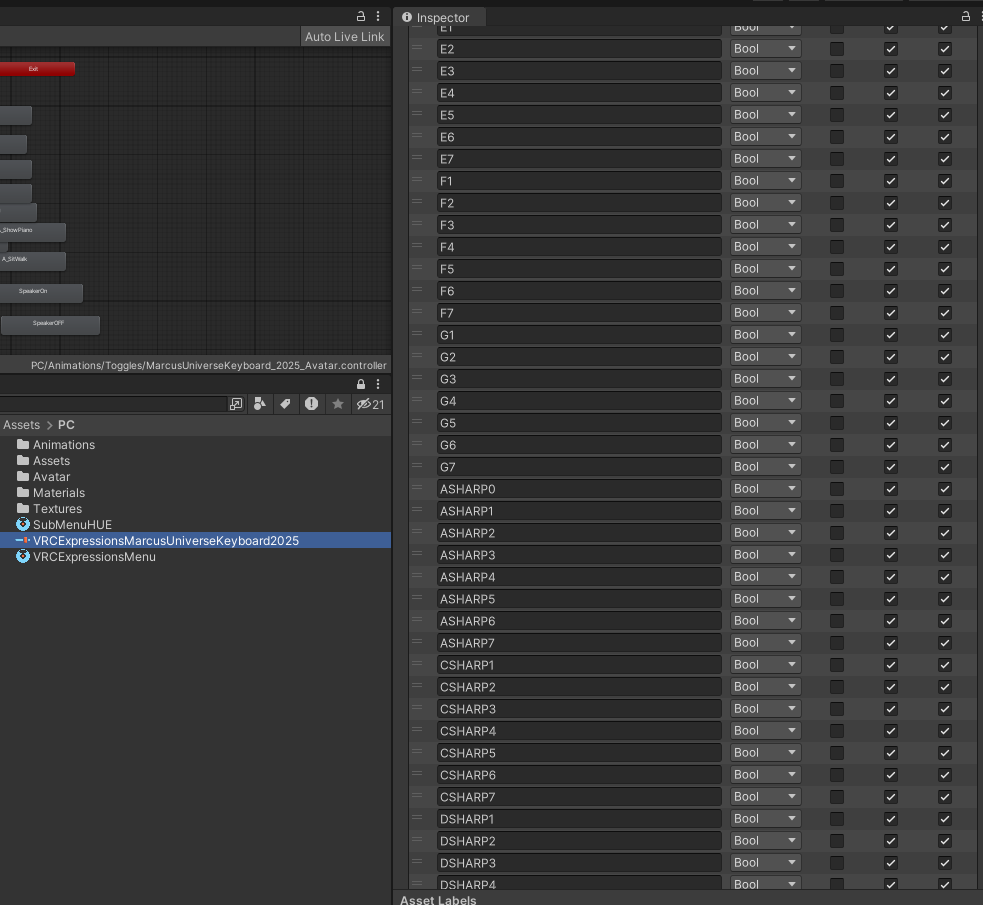 Auto Live Link
Exit
_ShowPiano
A_SitWalk
SpeakerOn
SpeakerOFF
PC/Animations/Toggles/MarcusUniverseKeyboard_2025_Avatar.controller
21
Assets > PC
Animations
Assets
Avatar
Materials
Textures
SubMenuHUE
VRCExpressionsMarcusUniverseKeyboard2025
VRCExpressionsMenu
Inspector
E1 Bool
E2 Bool
E3 Bool
E4 Bool
E5 Bool
E6 Bool
E7 Bool
F1 Bool
F2 Bool
F3 Bool
F4 Bool
F5 Bool
F6 Bool
F7 Bool
G1 Bool
G2 Bool
G3 Bool
G4 Bool
G5 Bool
G6 Bool
G7 Bool
ASHARP0 Bool
ASHARP1 Bool
ASHARP2 Bool
ASHARP3 Bool
ASHARP4 Bool
ASHARP5 Bool
ASHARP6 Bool
ASHARP7 Bool
CSHARP1 Bool
CSHARP2 Bool
CSHARP3 Bool
CSHARP4 Bool
CSHARP5 Bool
CSHARP6 Bool
CSHARP7 Bool
DSHARP1 Bool
DSHARP2 Bool
DSHARP3 Bool
DSHARP4 Bool
Asset Labels